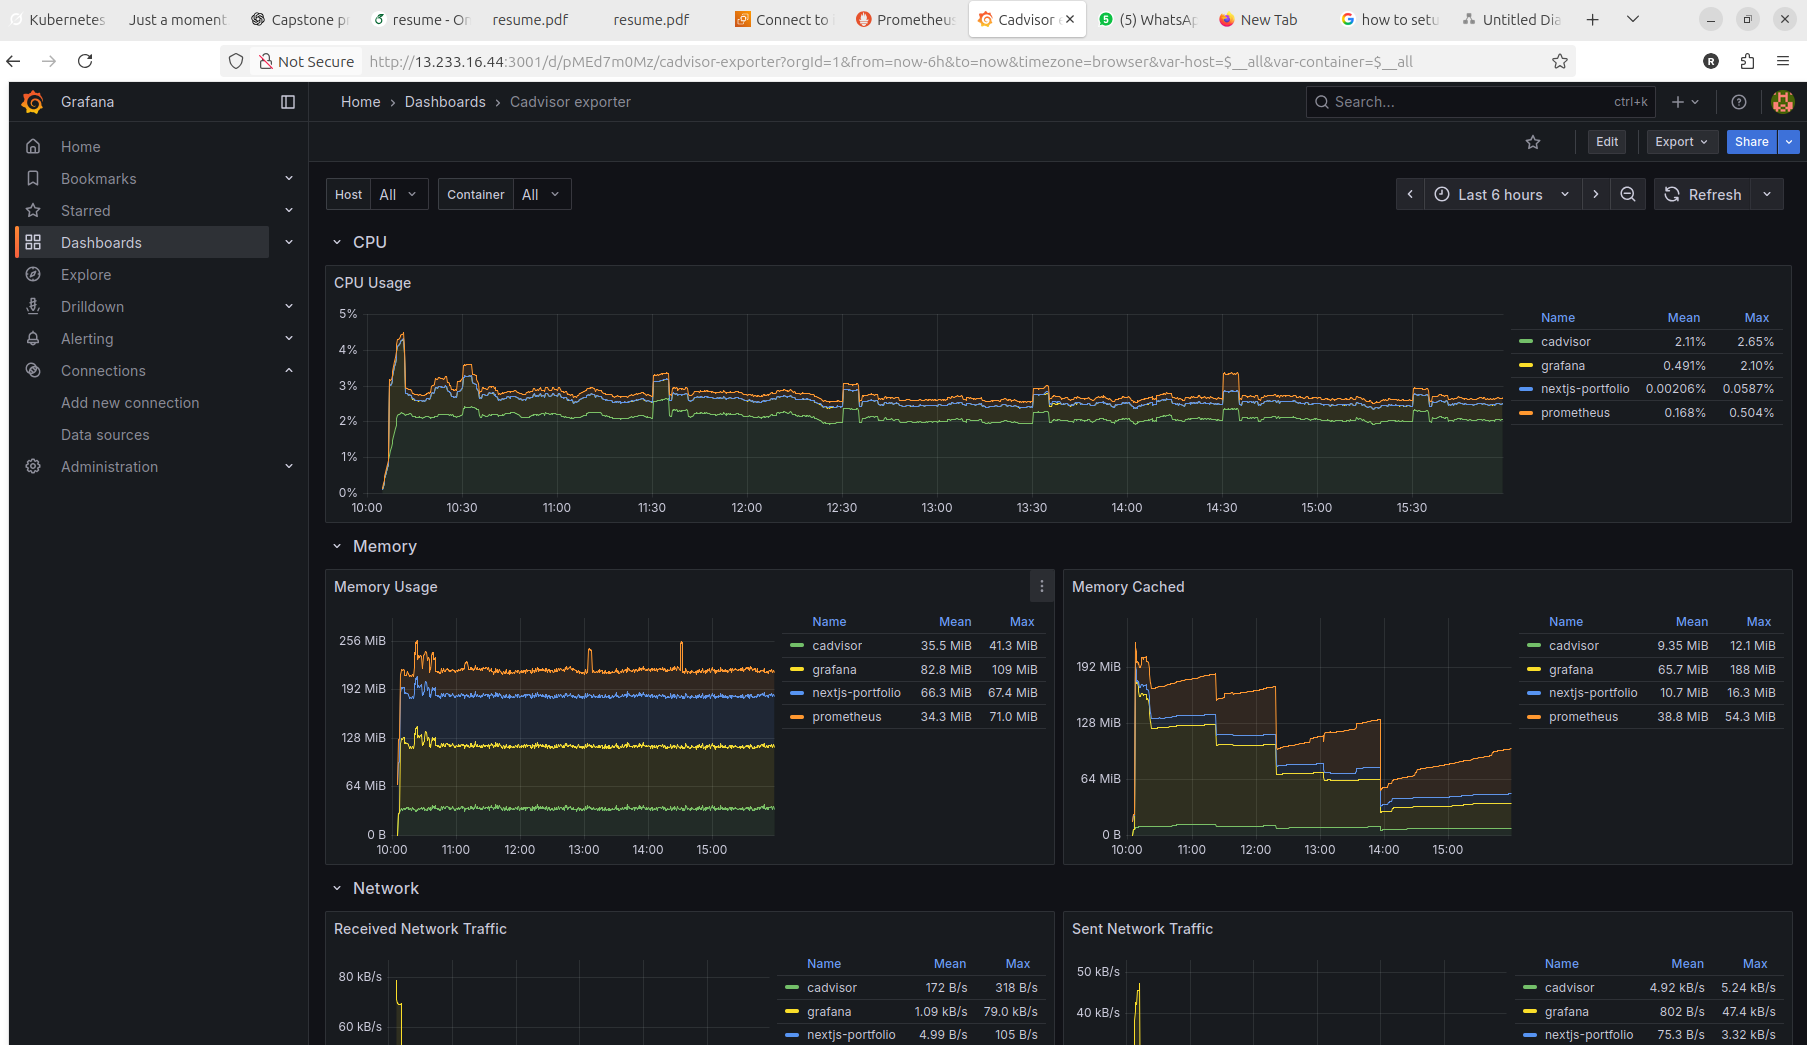 Kubernetes Just a moment Capstone p resume - On resume.pdf resume.pdf Connect to Prometheus Cadvisor e (5) WhatsAp New Tab how to setu Untitled Dia
Not Secure http://13.233.16.44:3001/d/pMEd7m0Mz/cadvisor-exporter?orgId=1&from=now-6h&to=now&timezone=browser&var-host=$__all&var-container=$__all
Grafana
Home › Dashboards › Cadvisor exporter
Search... ctrl+k
Home
Bookmarks
Starred
Dashboards
Explore
Drilldown
Alerting
Connections
Add new connection
Data sources
Administration
Edit Export Share
Host All Container All
Last 6 hours Refresh
CPU
CPU Usage
5%
4%
3%
2%
1%
0%
10:00 10:30 11:00 11:30 12:00 12:30 13:00 13:30 14:00 14:30 15:00 15:30
Name Mean Max
cadvisor 2.11% 2.65%
grafana 0.491% 2.10%
nextjs-portfolio 0.00206% 0.0587%
prometheus 0.168% 0.504%
Memory
Memory Usage
256 MiB
192 MiB
128 MiB
64 MiB
0 B
10:00 11:00 12:00 13:00 14:00 15:00
Name Mean Max
cadvisor 35.5 MiB 41.3 MiB
grafana 82.8 MiB 109 MiB
nextjs-portfolio 66.3 MiB 67.4 MiB
prometheus 34.3 MiB 71.0 MiB
Memory Cached
192 MiB
128 MiB
64 MiB
0 B
10:00 11:00 12:00 13:00 14:00 15:00
Name Mean Max
cadvisor 9.35 MiB 12.1 MiB
grafana 65.7 MiB 188 MiB
nextjs-portfolio 10.7 MiB 16.3 MiB
prometheus 38.8 MiB 54.3 MiB
Network
Received Network Traffic
80 kB/s
60 kB/s
Name Mean Max
cadvisor 172 B/s 318 B/s
grafana 1.09 kB/s 79.0 kB/s
nextjs-portfolio 4.99 B/s 105 B/s
Sent Network Traffic
50 kB/s
40 kB/s
Name Mean Max
cadvisor 4.92 kB/s 5.24 kB/s
grafana 802 B/s 47.4 kB/s
nextjs-portfolio 75.3 B/s 3.32 kB/s